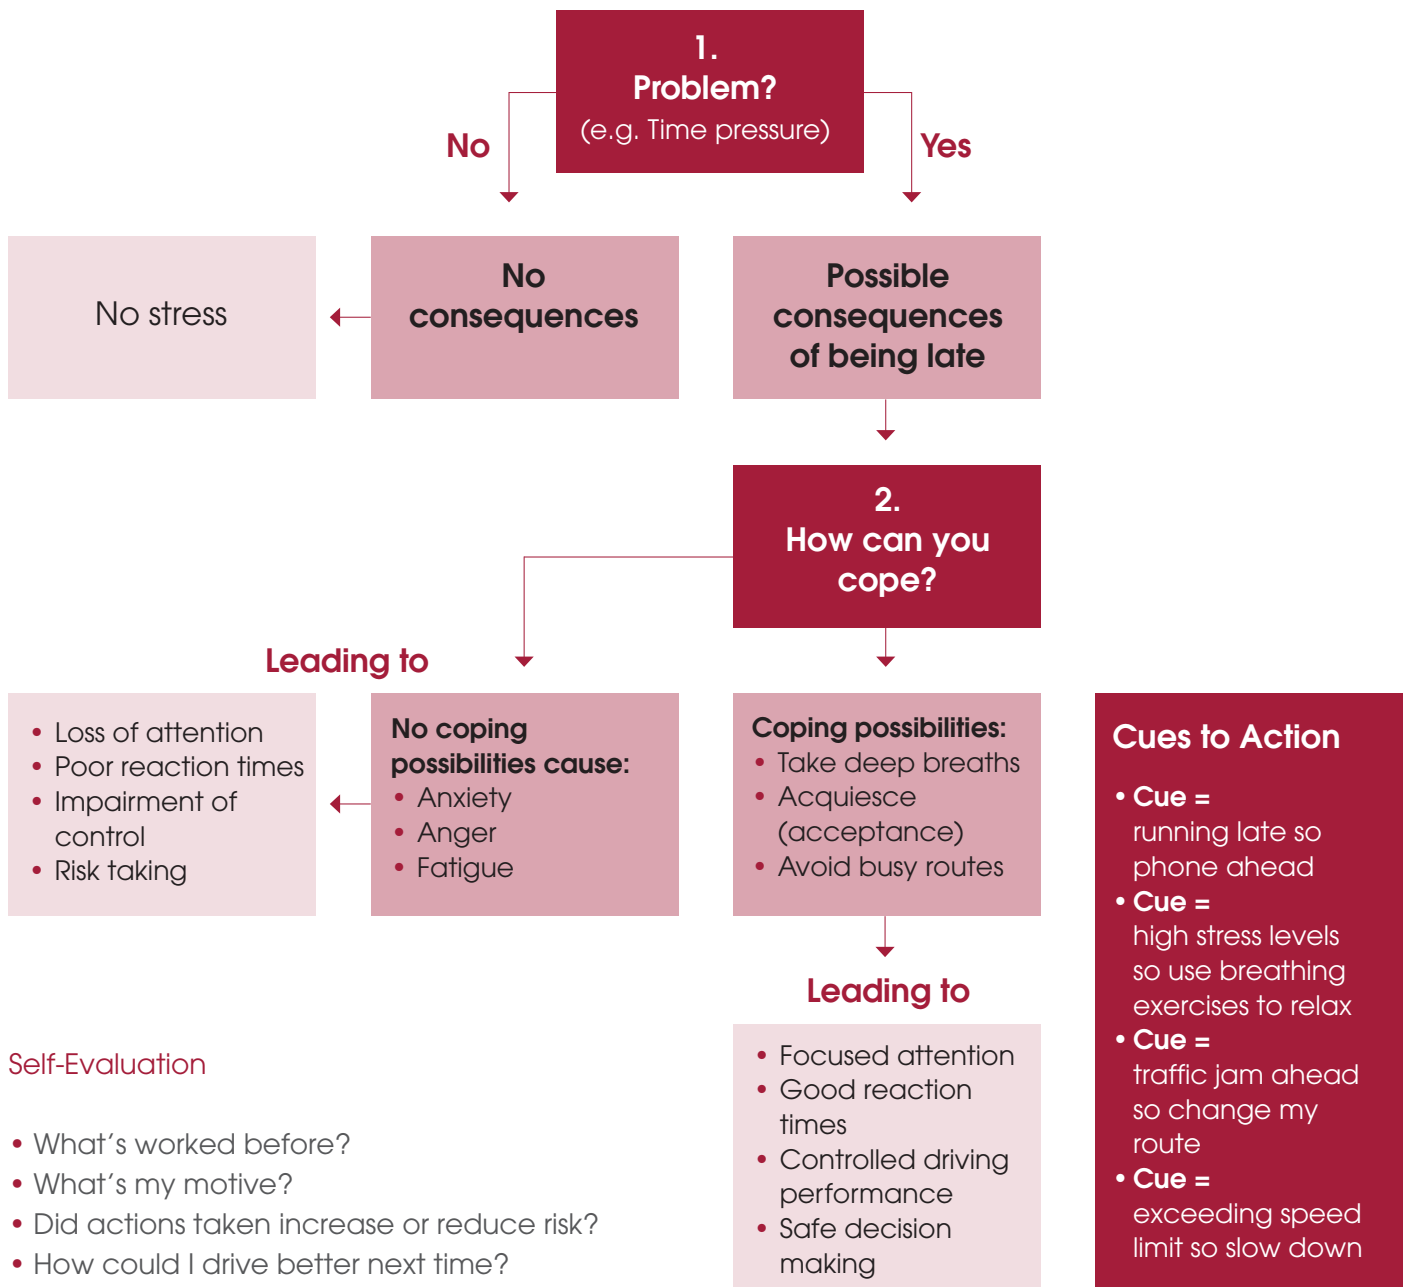 1.
Problem?
(e.g. Time pressure)
No
Yes
No stress
No
consequences
Possible
consequences
of being late
2.
How can you
cope?
Leading to
• Loss of attention
• Poor reaction times
• Impairment of
control
• Risk taking
No coping
possibilities cause:
• Anxiety
• Anger
• Fatigue
Coping possibilities:
• Take deep breaths
• Acquiesce
(acceptance)
• Avoid busy routes
Leading to
• Focused attention
• Good reaction
times
• Controlled driving
performance
• Safe decision
making
Cues to Action
• Cue =
running late so
phone ahead
• Cue =
high stress levels
so use breathing
exercises to relax
• Cue =
traffic jam ahead
so change my
route
• Cue =
exceeding speed
limit so slow down
Self-Evaluation
• What's worked before?
• What's my motive?
• Did actions taken increase or reduce risk?
• How could I drive better next time?